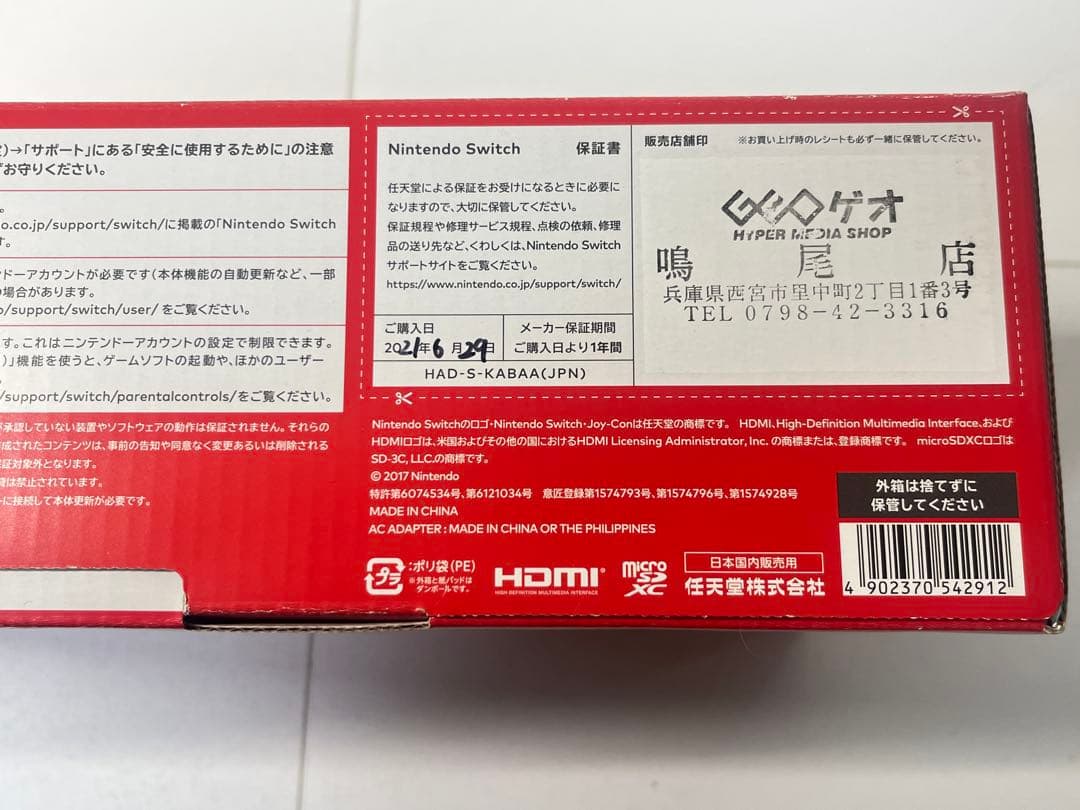 )→「サポート」にある「安全に使用するために」の注意
お守りください。
o.co.jp/support/switch/に掲載の「Nintendo Switch
す。
ドーアカウントが必要です(本体機能の自動更新など、一部
の場合があります。
/support/switch/user/ をご覧ください。
す。これはニンテンドーアカウントの設定で制限できます。
)」機能を使うと、ゲームソフトの起動や、ほかのユーザー
/support/switch/parentalcontrols/をご覧ください。
が承認していない装置やソフトウェアの動作は保証されません。それらの
作成されたコンテンツは、事前の告知や同意なく変更あるいは削除される
証対象外となります。
貸は禁止されています。
ーに接続して本体更新が必要です。
Nintendo Switch 保証書
任天堂による保証をお受けになるときに必要に
なりますので、大切に保管してください。
保証規程や修理サービス規程、点検の依頼、修理
品の送り先など、くわしくは、Nintendo Switch
サポートサイトをご覧ください。
https://www.nintendo.co.jp/support/switch/
ご購入日
2021年6月29日
メーカー保証期間
ご購入日より1年間
HAD-S-KABAA(JPN)
販売店舗印 ※お買い上げ時のレシートも必ず一緒に保管してください。
GEOゲオ
HYPER MEDIA SHOP
鳴尾店
兵庫県西宮市里中町2丁目1番3号
TEL 0798-42-3316
Nintendo Switchのロゴ・Nintendo Switch・Joy-Conは任天堂の商標です。 HDMI、High-Definition Multimedia Interface、および
HDMIロゴは、米国およびその他の国におけるHDMI Licensing Administrator, Inc. の商標または、登録商標です。 microSDXCロゴは
SD-3C, LLC.の商標です。
© 2017 Nintendo
特許第6074534号、第6121034号 意匠登録第1574793号、第1574796号、第1574928号
MADE IN CHINA
AC ADAPTER : MADE IN CHINA OR THE PHILIPPINES
プラ
:ポリ袋(PE)
※外箱と紙パッドは
ダンボールです。
HDMI
HIGH DEFINITION MULTIMEDIA INTERFACE
micro
SD
XC
日本国内販売用
任天堂株式会社
外箱は捨てずに
保管してください
4 902370 542912